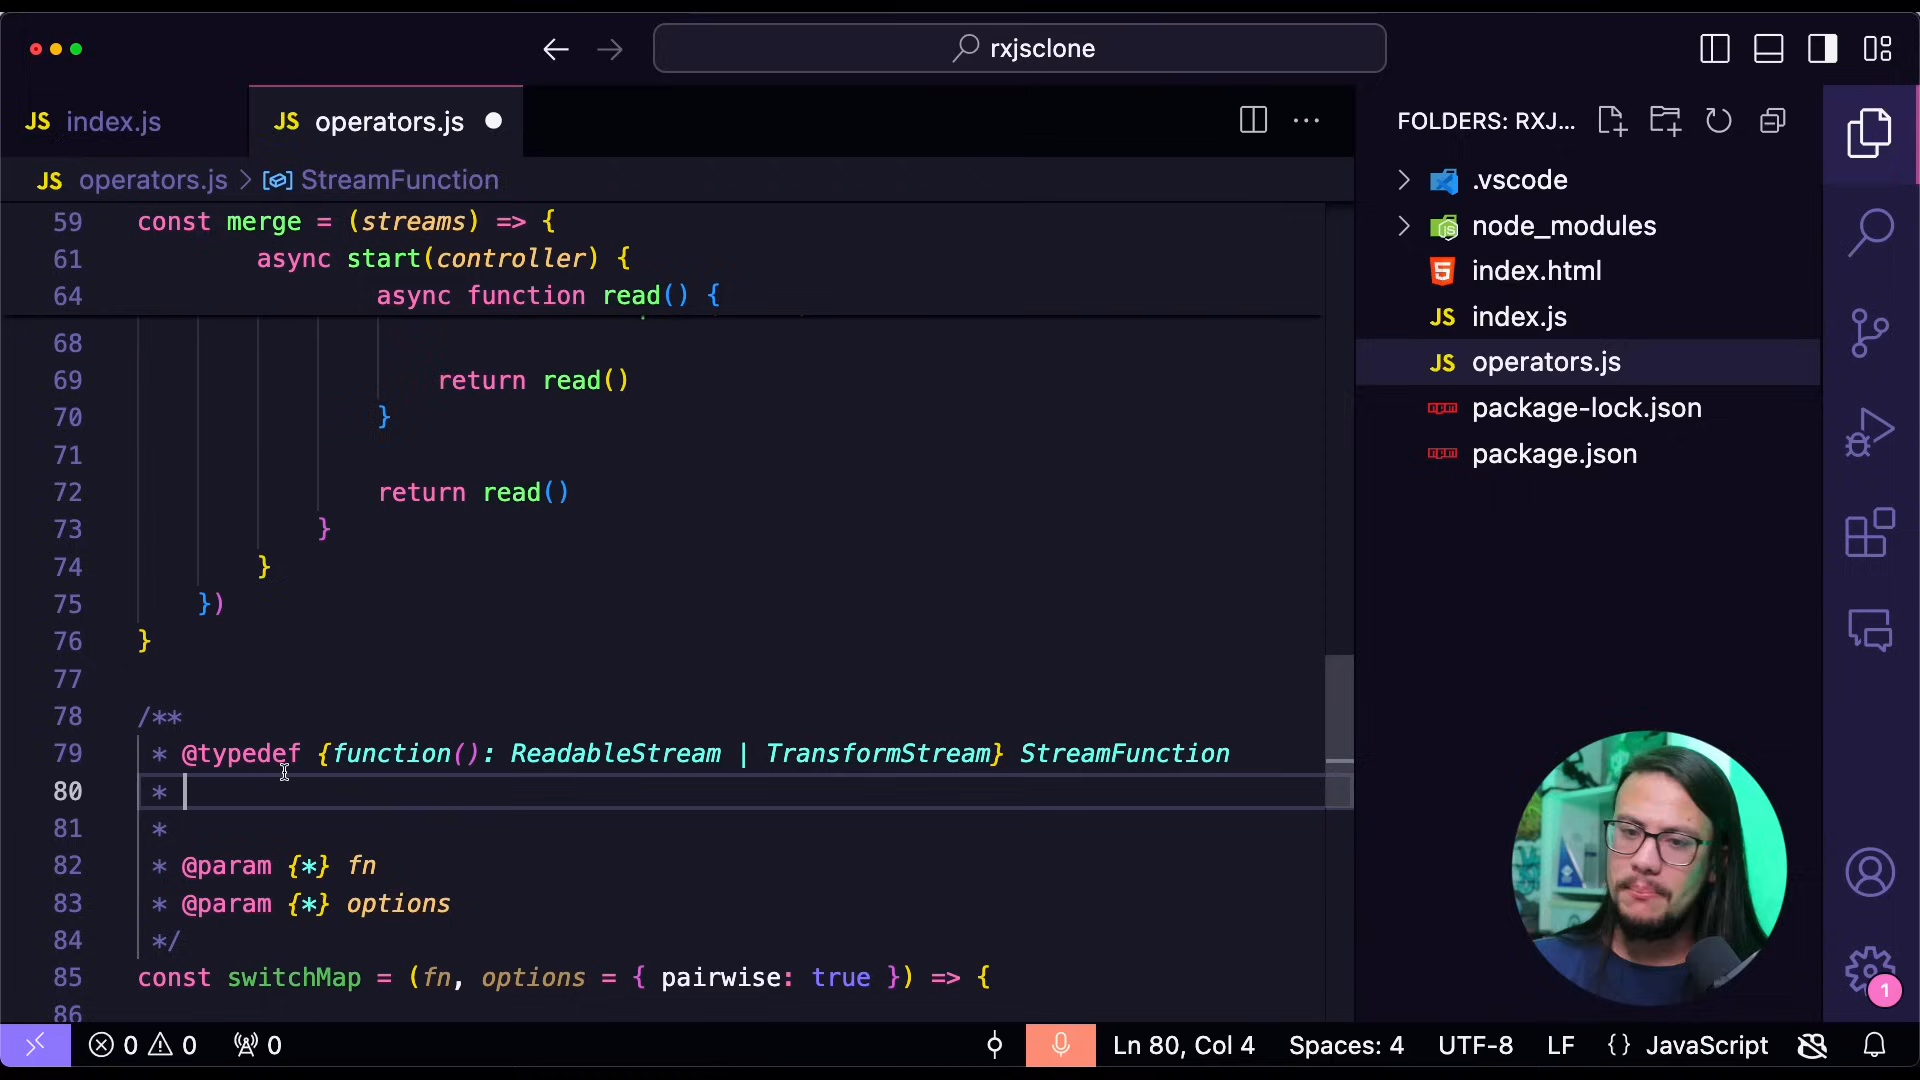 rxjsclone
JS index.js
JS operators.js
FOLDERS: RXJ...
JS operators.js > StreamFunction
59 const merge = (streams) => {
61 async start(controller) {
64 async function read() {
68
69 return read()
70 }
71
72 return read()
73 }
74 }
75 })
76 }
77
78 /**
79 * @typedef {function(): ReadableStream | TransformStream} StreamFunction
80 *
81 *
82 * @param {*} fn
83 * @param {*} options
84 */
85 const switchMap = (fn, options = { pairwise: true }) => {
86
.vscode
node_modules
index.html
JS index.js
JS operators.js
package-lock.json
package.json
1
0 0 0
Ln 80, Col 4
Spaces: 4
UTF-8
LF
{} JavaScript